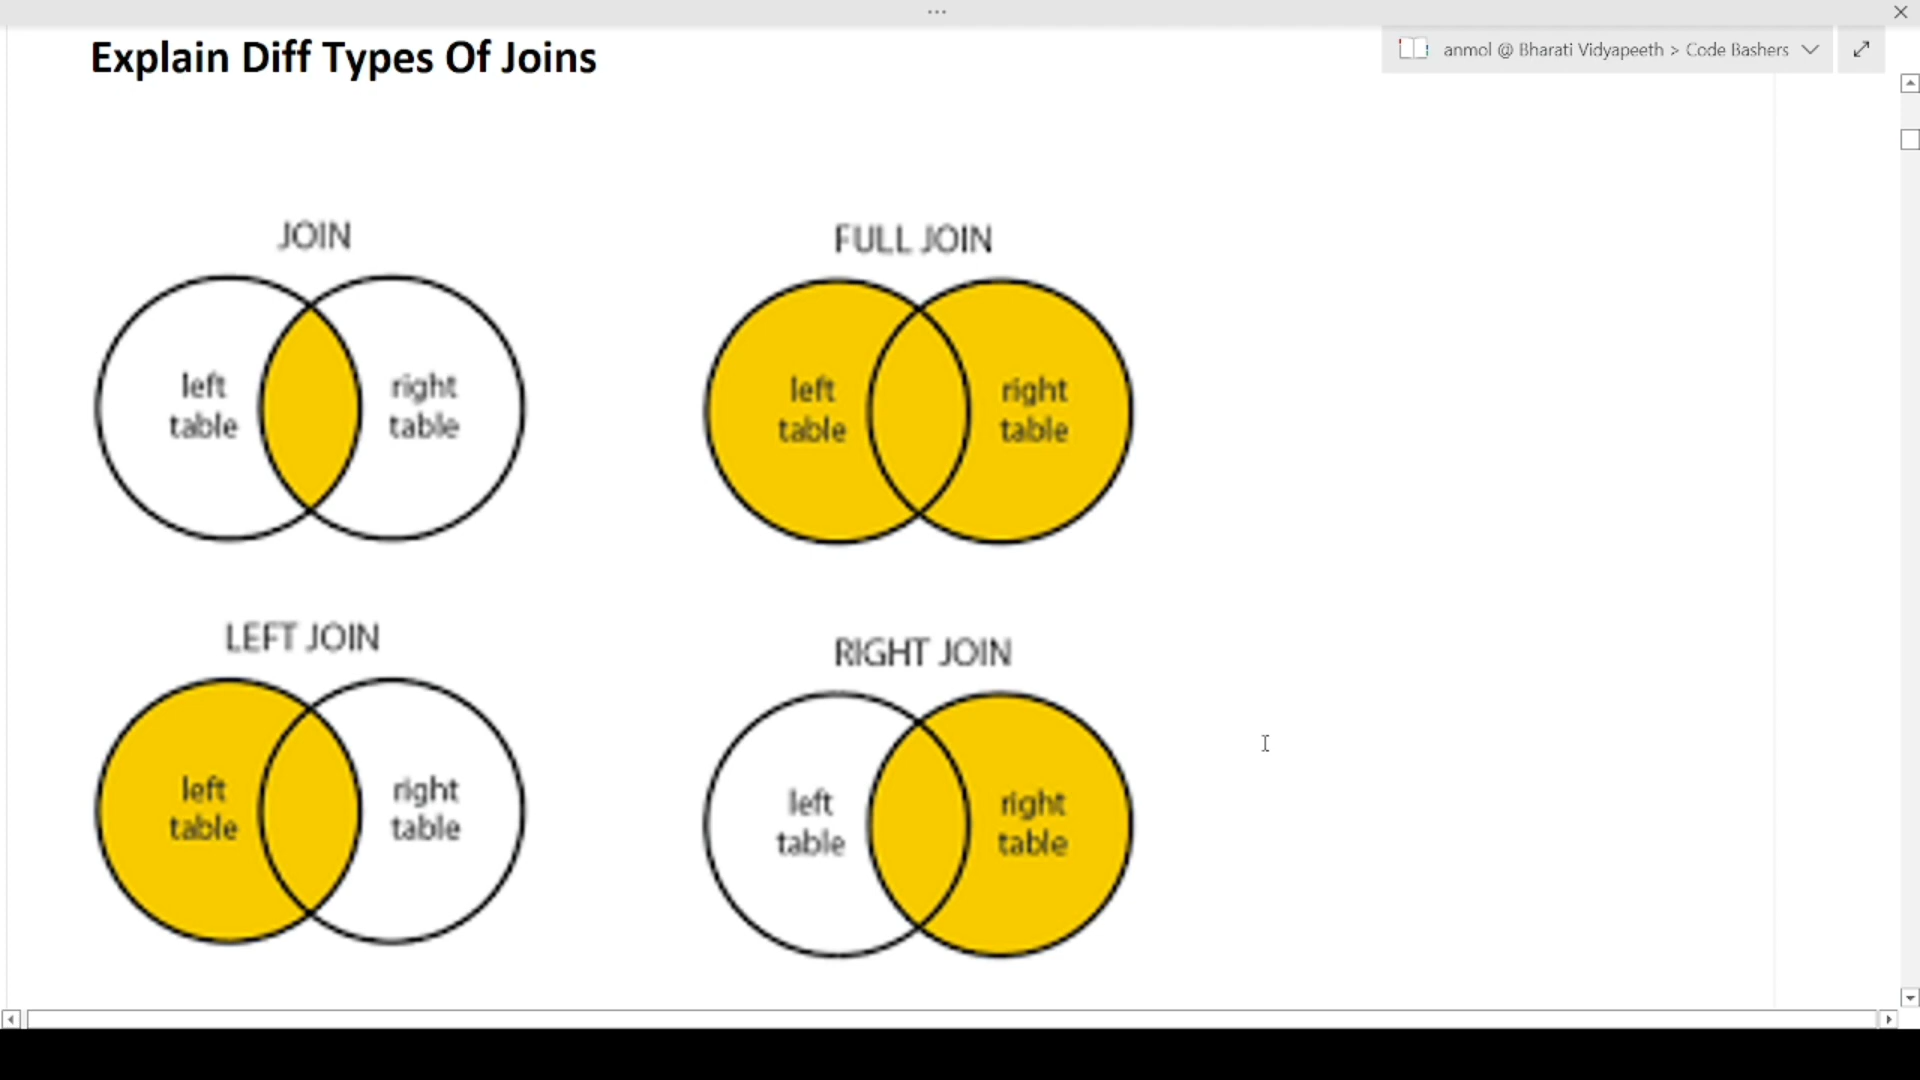 Explain Diff Types Of Joins
anmol @ Bharati Vidyapeeth > Code Bashers
JOIN
left
table
right
table
FULL JOIN
left
table
right
table
LEFT JOIN
left
table
right
table
RIGHT JOIN
left
table
right
table